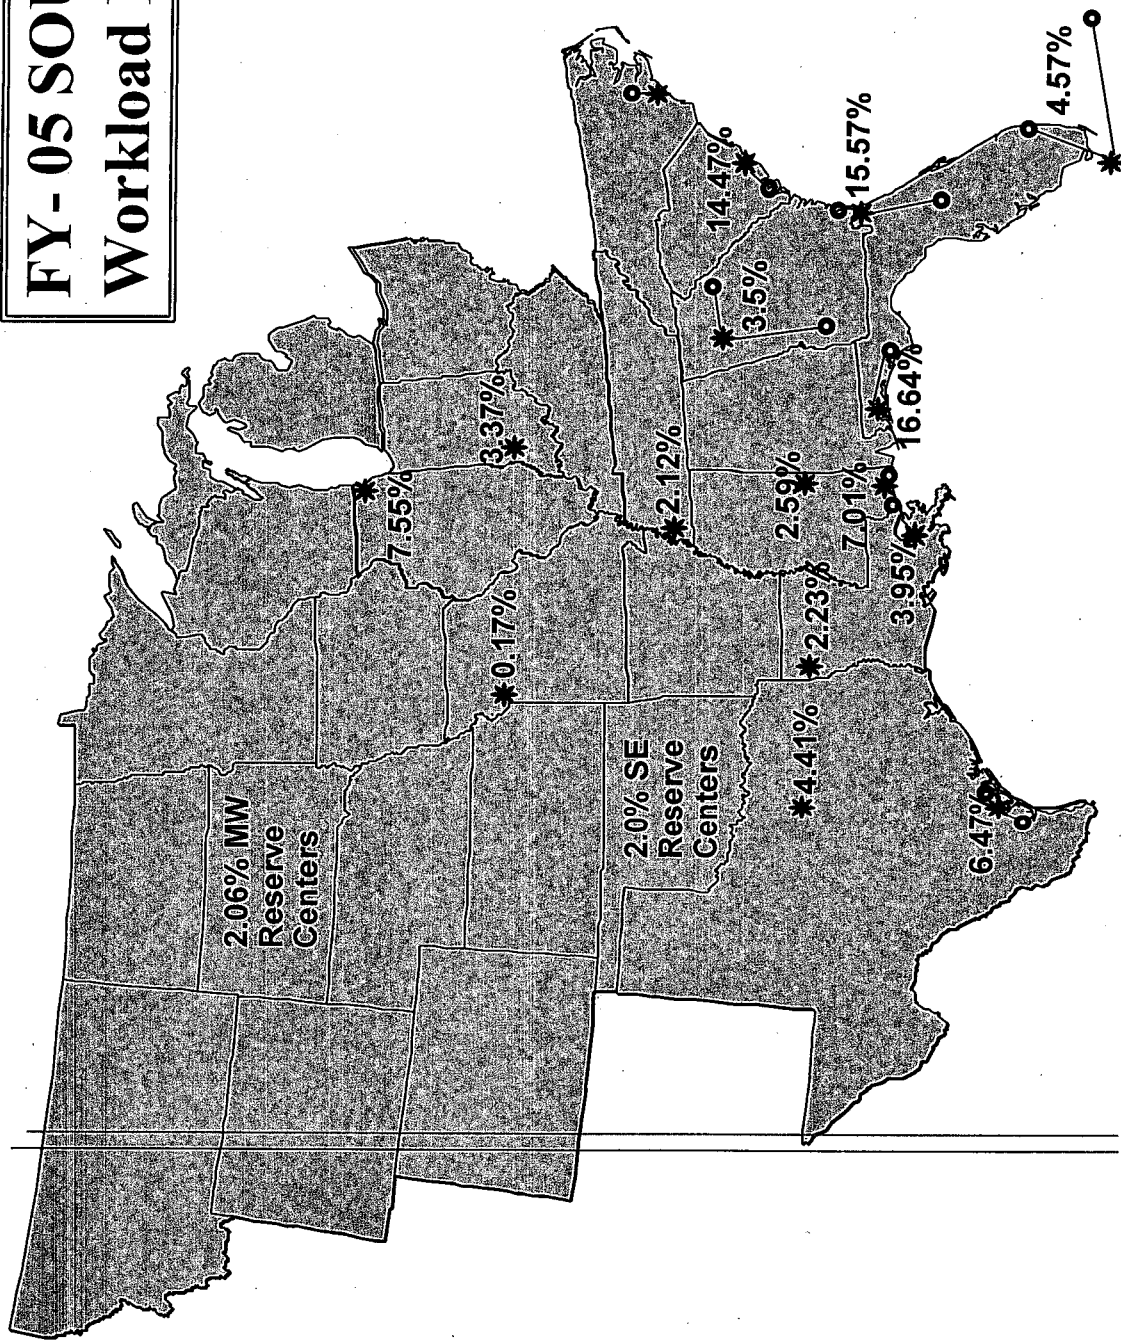 FY- 05 SOU
Workload
2.06% MW
Reserve
Centers
2.0% SE
Reserve
Centers
7.55%
3.37%
0.17%
2.12%
14.47%
3.5%
15.57%
4.57%
16.64%
2.59%
7.01%
3.95%
2.23%
4.41%
6.47%